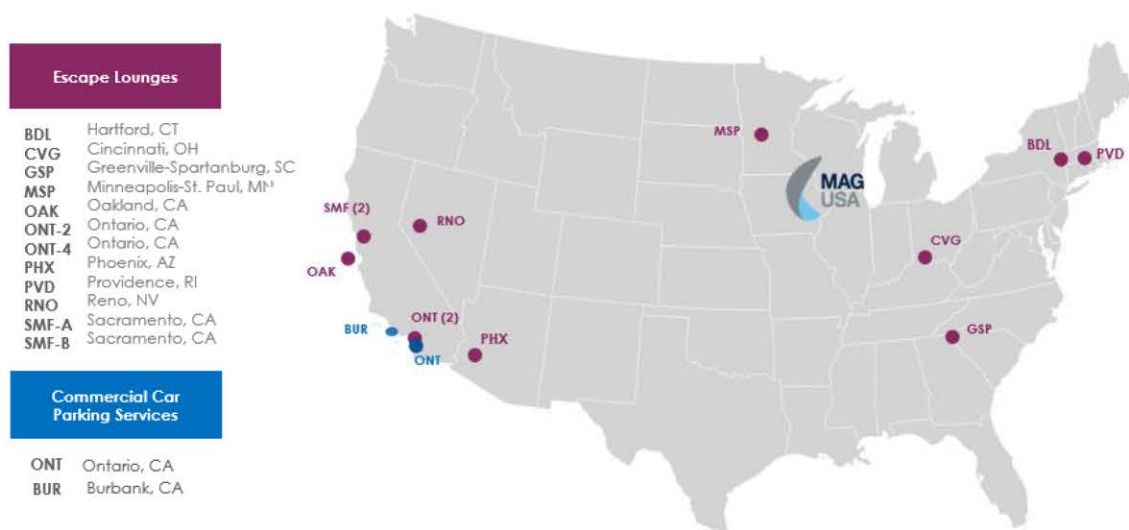 Escape Lounges
BDL Hartford, CT
CVG Cincinnati, OH
GSP Greenville-Spartanburg, SC
MSP Minneapolis-St. Paul, MN
OAK Oakland, CA
ONT-2 Ontario, CA
ONT-4 Ontario, CA
PHX Phoenix, AZ
PVD Providence, RI
RNO Reno, NV
SMF-A Sacramento, CA
SMF-B Sacramento, CA
Commercial Car
Parking Services
ONT Ontario, CA
BUR Burbank, CA
MSP
BDL
PVD
MAG
USA
SMF (2)
RNO
OAK
CVG
BUR
ONT (2)
ONT
PHX
GSP